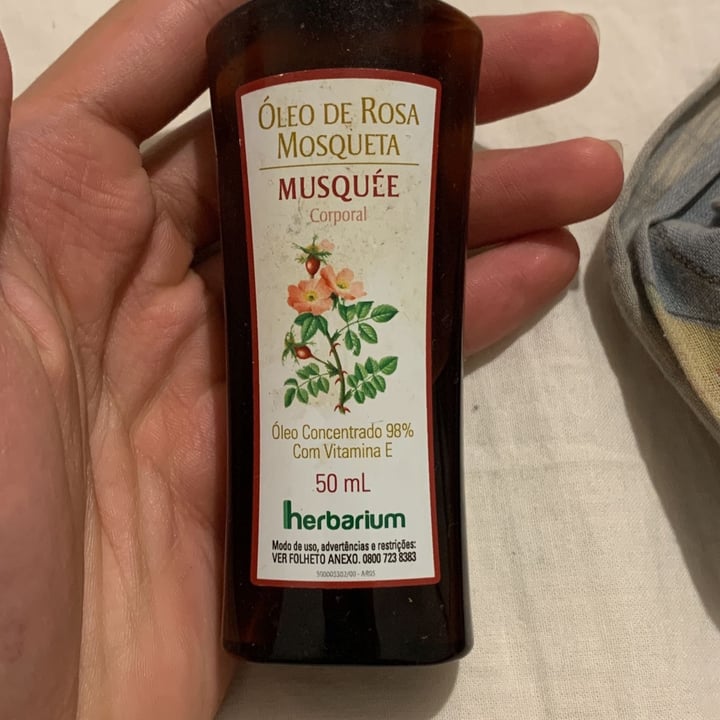 ÓLEO DE ROSA
MOSQUETA
MUSQUÉE
Corporal
Óleo Concentrado 98%
Com Vitamina E
50 mL
herbarium
Modo de uso, advertências e restrições:
VER FOLHETO ANEXO. 0800 723 8383